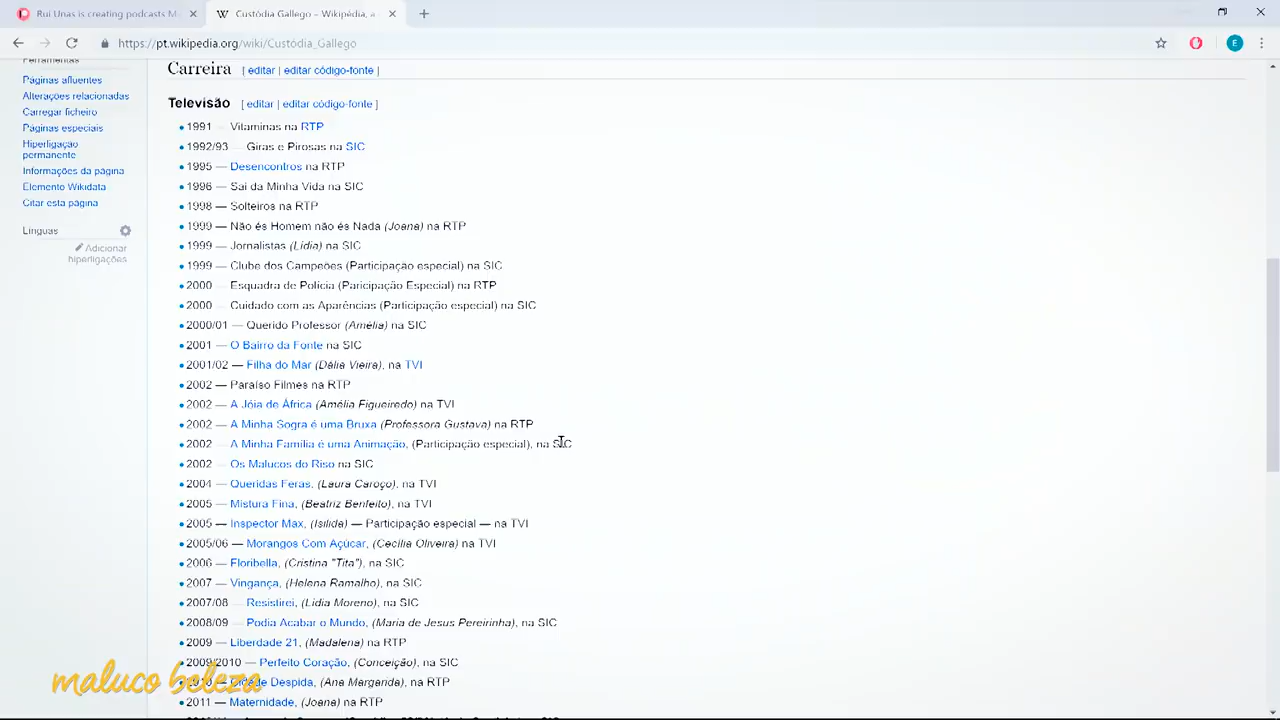 Rui Unas is creating podcasts M
Custódia Gallego – Wikipédia, a
https://pt.wikipedia.org/wiki/Custódia_Gallego
E
Ferramentas
Páginas afluentes
Alterações relacionadas
Carregar ficheiro
Páginas especiais
Hiperligação
permanente
Informações da página
Elemento Wikidata
Citar esta página
Línguas
Adicionar
hiperligações
Carreira [ editar | editar código-fonte ]
Televisão [ editar | editar código-fonte ]
1991 — Vitaminas na RTP
1992/93 — Giras e Pirosas na SIC
1995 — Desencontros na RTP
1996 — Sai da Minha Vida na SIC
1998 — Solteiros na RTP
1999 — Não és Homem não és Nada (Joana) na RTP
1999 — Jornalistas (Lídia) na SIC
1999 — Clube dos Campeões (Participação especial) na SIC
2000 — Esquadra de Polícia (Paricipação Especial) na RTP
2000 — Cuidado com as Aparências (Participação especial) na SIC
2000/01 — Querido Professor (Amélia) na SIC
2001 — O Bairro da Fonte na SIC
2001/02 — Filha do Mar (Dália Vieira), na TVI
2002 — Paraíso Filmes na RTP
2002 — A Jóia de África (Amélia Figueiredo) na TVI
2002 — A Minha Sogra é uma Bruxa (Professora Gustava) na RTP
2002 — A Minha Família é uma Animação, (Participação especial), na SIC
2002 — Os Malucos do Riso na SIC
2004 — Queridas Feras, (Laura Caroço), na TVI
2005 — Mistura Fina, (Beatriz Benfeito), na TVI
2005 — Inspector Max, (Isilida) — Participação especial — na TVI
2005/06 — Morangos Com Açúcar, (Cecília Oliveira) na TVI
2006 — Floribella, (Cristina "Tita"), na SIC
2007 — Vingança, (Helena Ramalho), na SIC
2007/08 — Resistirei, (Lídia Moreno), na SIC
2008/09 — Podia Acabar o Mundo, (Maria de Jesus Pereirinha), na SIC
2009 — Liberdade 21, (Madalena) na RTP
2009/2010 — Perfeito Coração, (Conceição), na SIC
2010 — Cidade Despida, (Ana Margarida), na RTP
2011 — Maternidade, (Joana) na RTP
maluco beleza